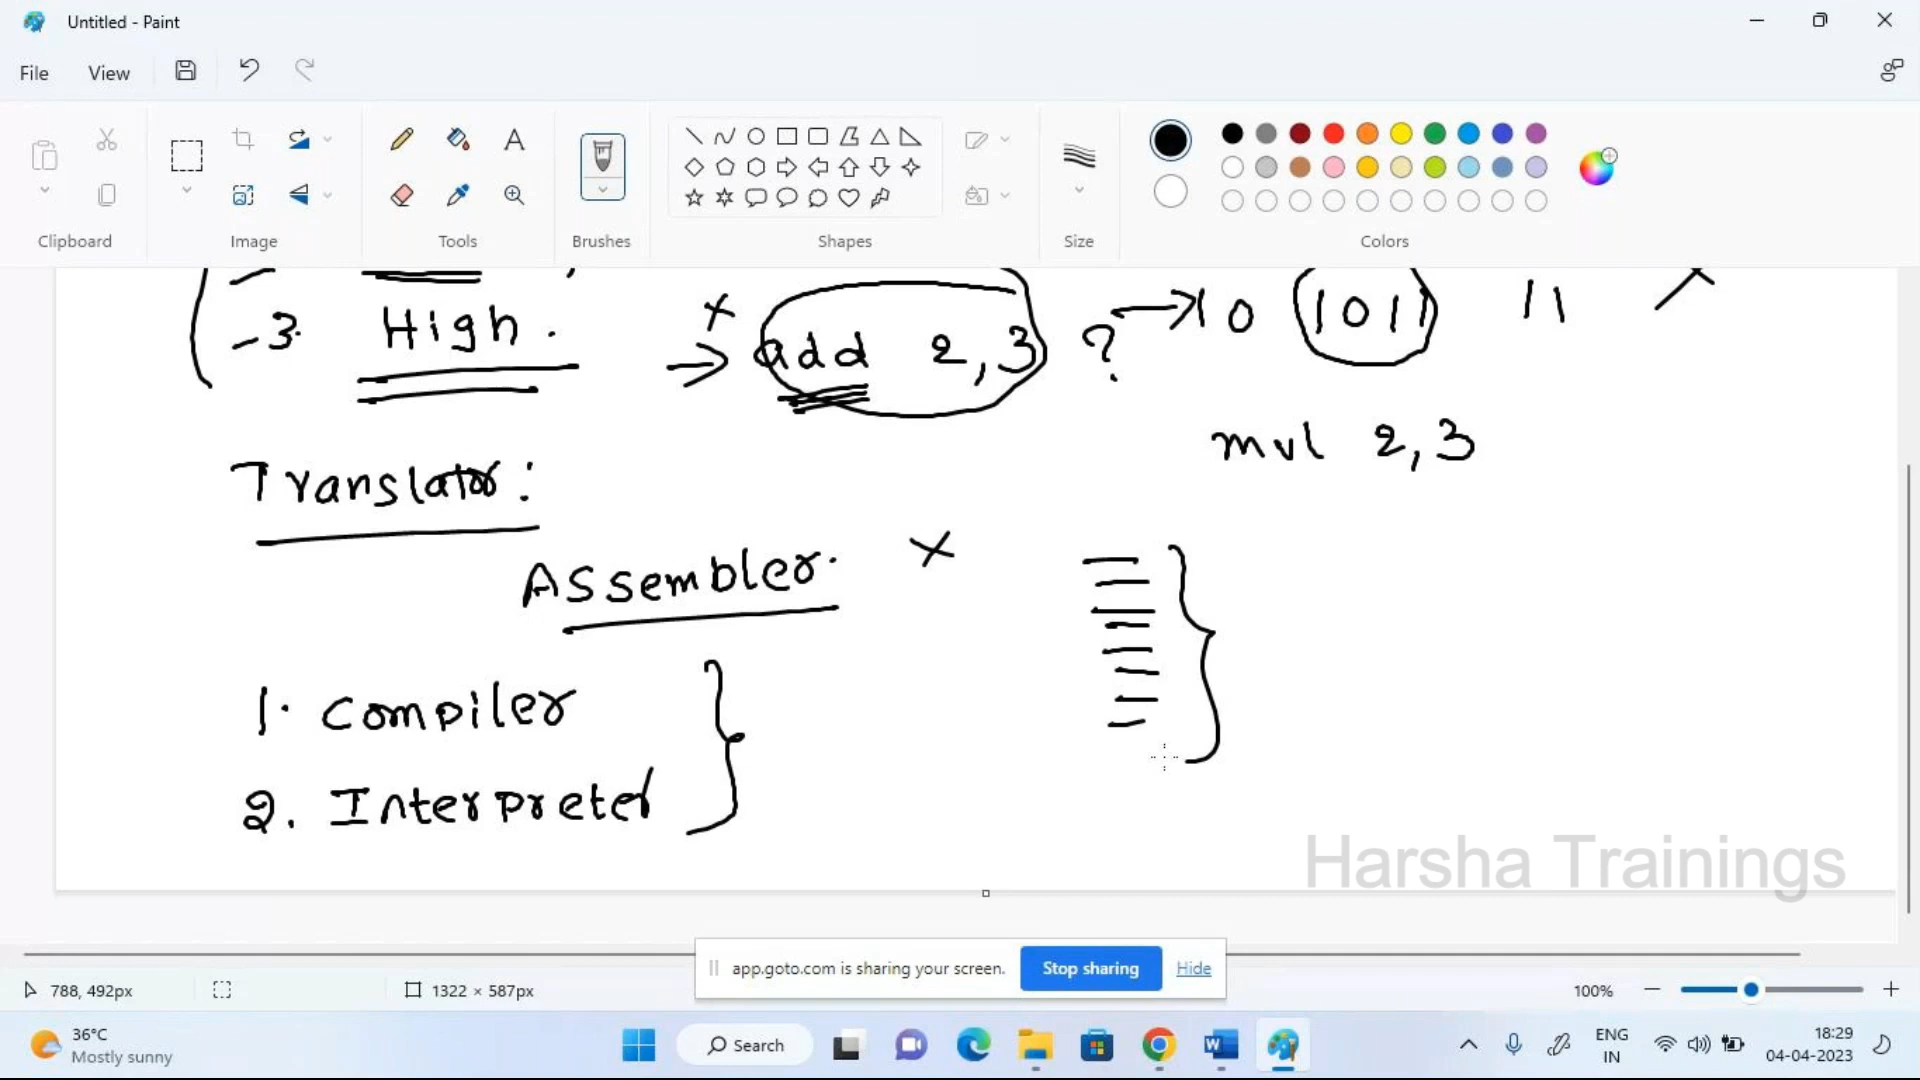 Untitled - Paint
File View
Clipboard
Image
Tools
Brushes
Shapes
Size
Colors
-3. High.
x
→ add 2,3 ? → 10 1011 11
mul 2,3
Translator:
Assembler. x
1. Compiler
2. Interpreter
Harsha Trainings
app.goto.com is sharing your screen. Stop sharing Hide
788, 492px
1322 × 587px
100%
36°C
Mostly sunny
Search
ENG
IN
18:29
04-04-2023